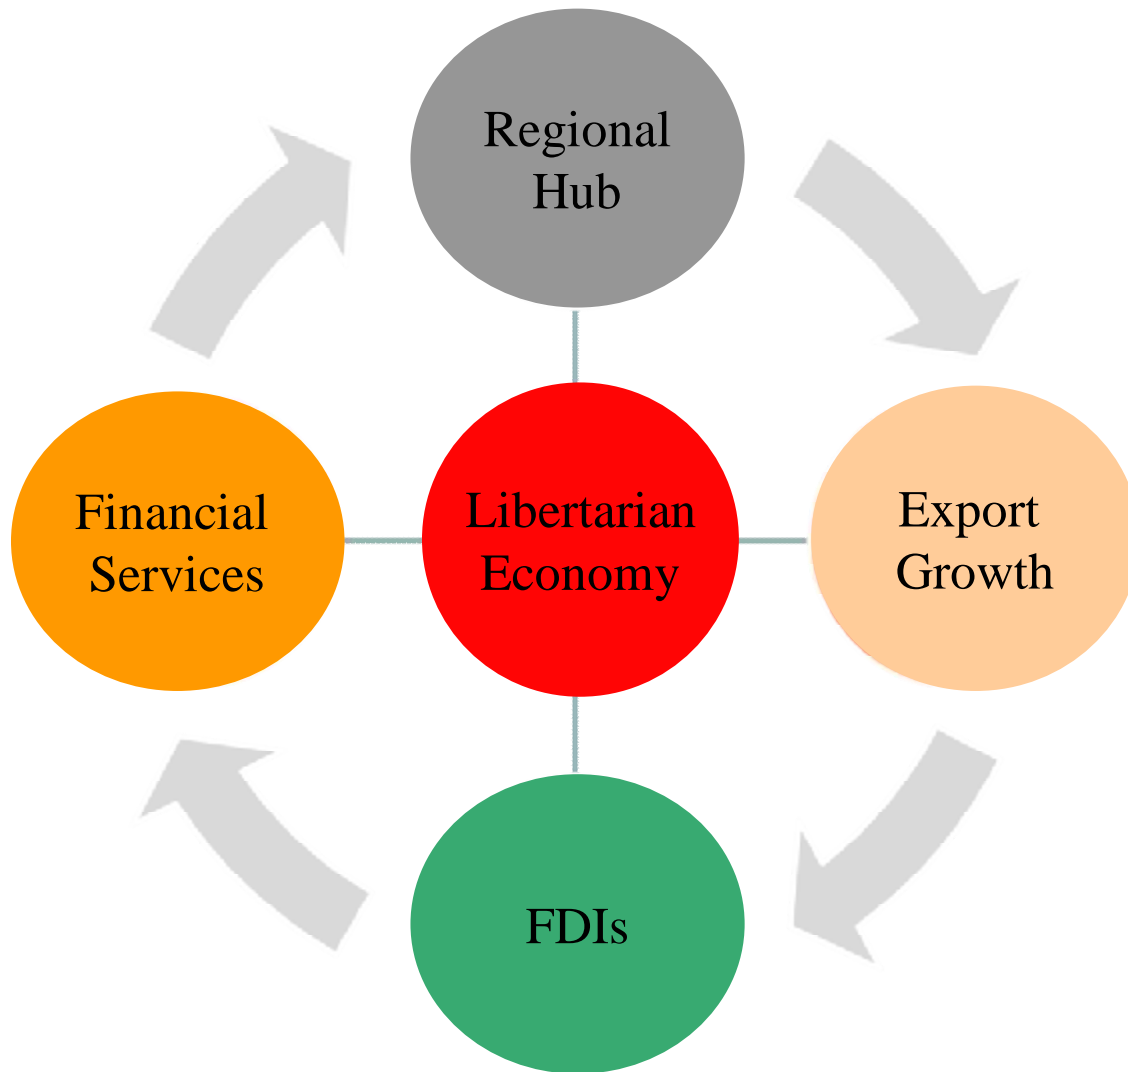 Regional
Hub
Financial
Services
Libertarian
Economy
Export
Growth
FDIs